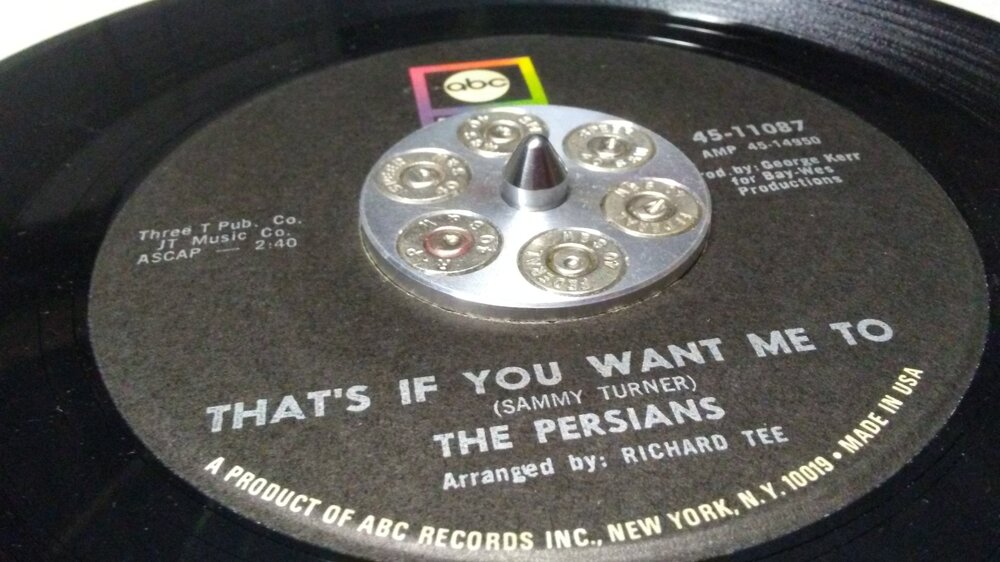 abc
45-11087
AMP 45-14950
rod by: George Kerr
for Bay-Wes
Productions
Three T Pub. Co.
JT Music Co.
ASCAP — 2:40
THAT'S IF YOU WANT ME TO
(SAMMY TURNER)
THE PERSIANS
Arranged by: RICHARD TEE
A PRODUCT OF ABC RECORDS INC., NEW YORK, N.Y. 10019 • MADE IN USA